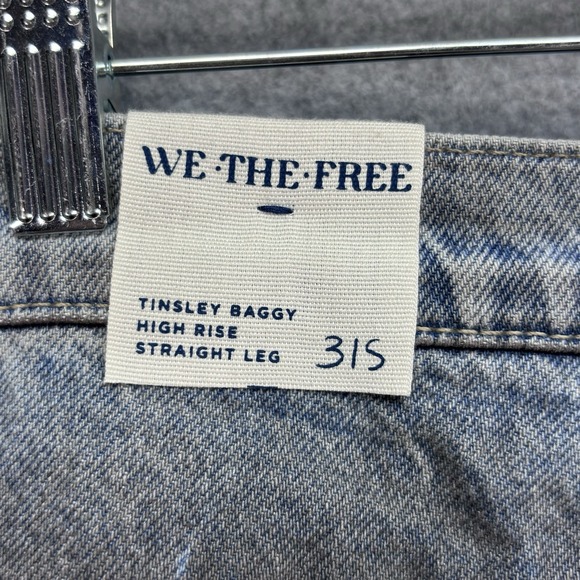 WE·THE·FREE
TINSLEY BAGGY
HIGH RISE
STRAIGHT LEG 31S